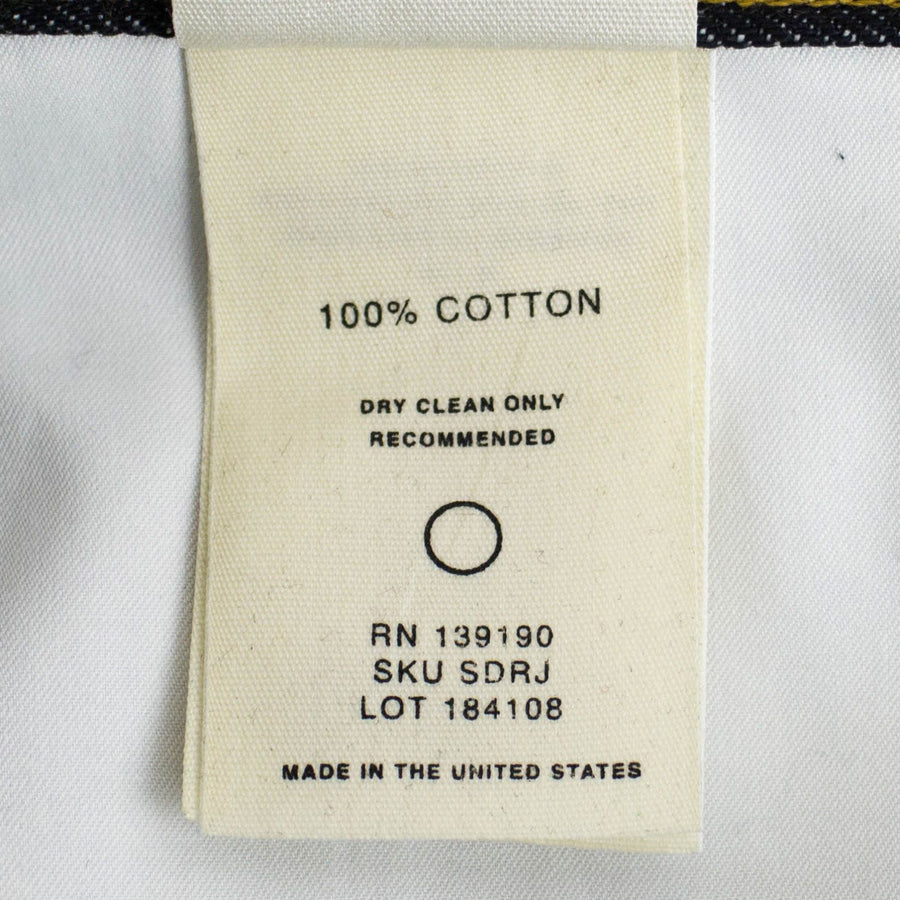 100% COTTON
DRY CLEAN ONLY
RECOMMENDED
RN 139190
SKU SDRJ
LOT 184108
MADE IN THE UNITED STATES